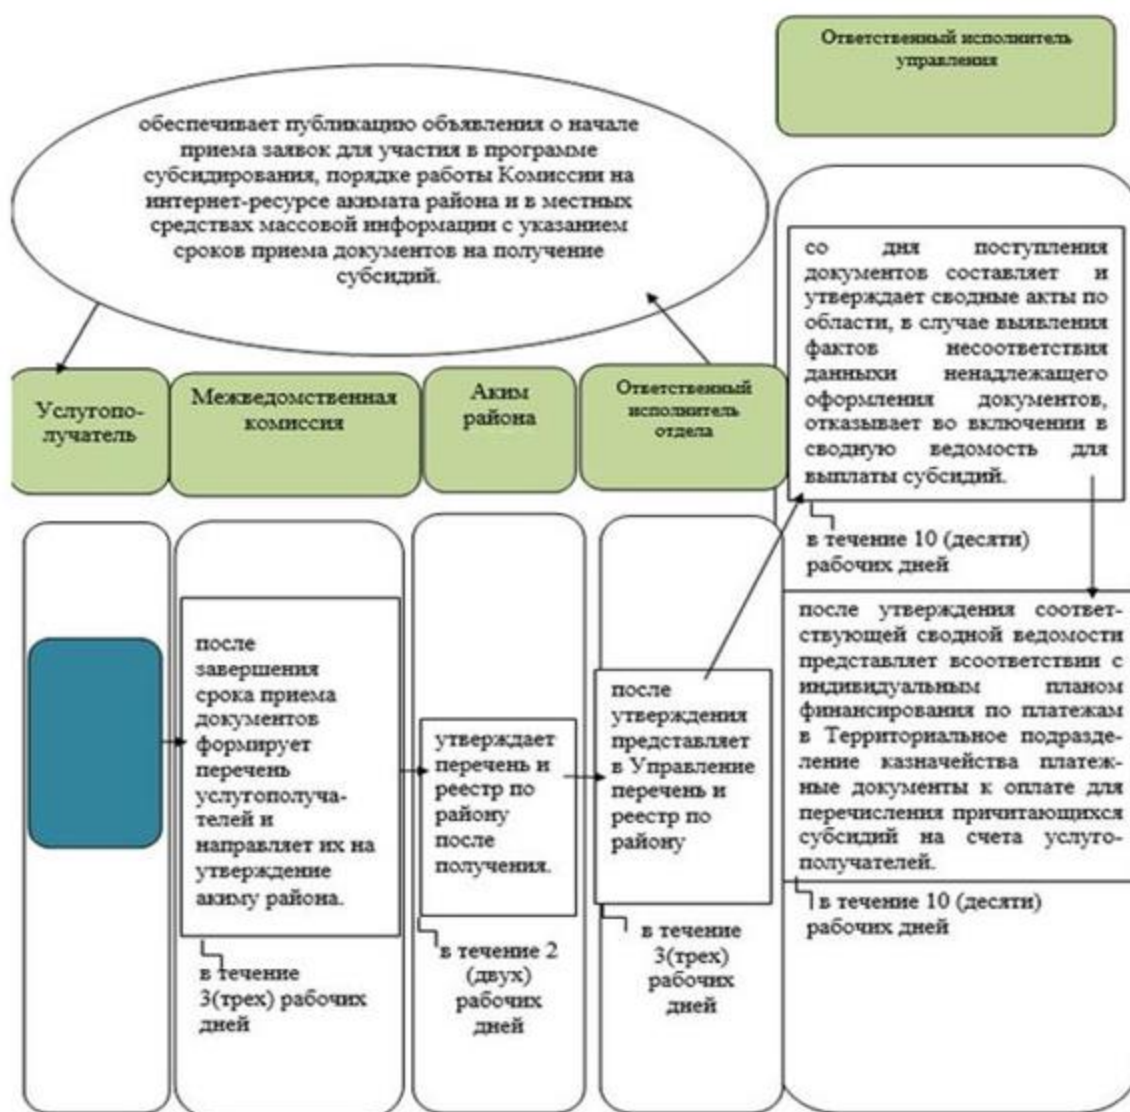 Ответственный исполнитель
управления
обеспечивает публикацию объявления о начале
приема заявок для участия в программе
субсидирования, порядке работы Комиссии на
интернет-ресурсе акимата района и в местных
средствах массовой информации с указанием
сроков приема документов на получение
субсидий.
Услугопо-
лучатель
Межведомственная
комиссия
Аким
района
Ответственный
исполнитель
отдела
со дня поступления
документов составляет и
утверждает сводные акты по
области, в случае выявления
фактов несоответствия
данныхи ненадлежащего
оформления документов,
отказывает во включении в
сводную ведомость для
выплаты субсидий.
в течение 10 (десяти)
рабочих дней
после
завершения
срока приема
документов
формирует
перечень
услугополуча-
телей и
направляет их на
утверждение
акиму района.
в течение
3(трех) рабочих
дней
утверждает
перечень и
реестр по
району
после
получения.
в течение 2
(двух)
рабочих
дней
после
утверждения
представляет
в Управление
перечень и
реестр по
району
в течение
3(трех)
рабочих
дней
после утверждения соответ-
ствующей сводной ведомости
представляет всоответствии с
индивидуальным планом
финансирования по платежам
в Территориальное подразде-
ление казначейства платеж-
ные документы к оплате для
перечисления причитающихся
субсидий на счета услуго-
получателей.
в течение 10 (десяти)
рабочих дней